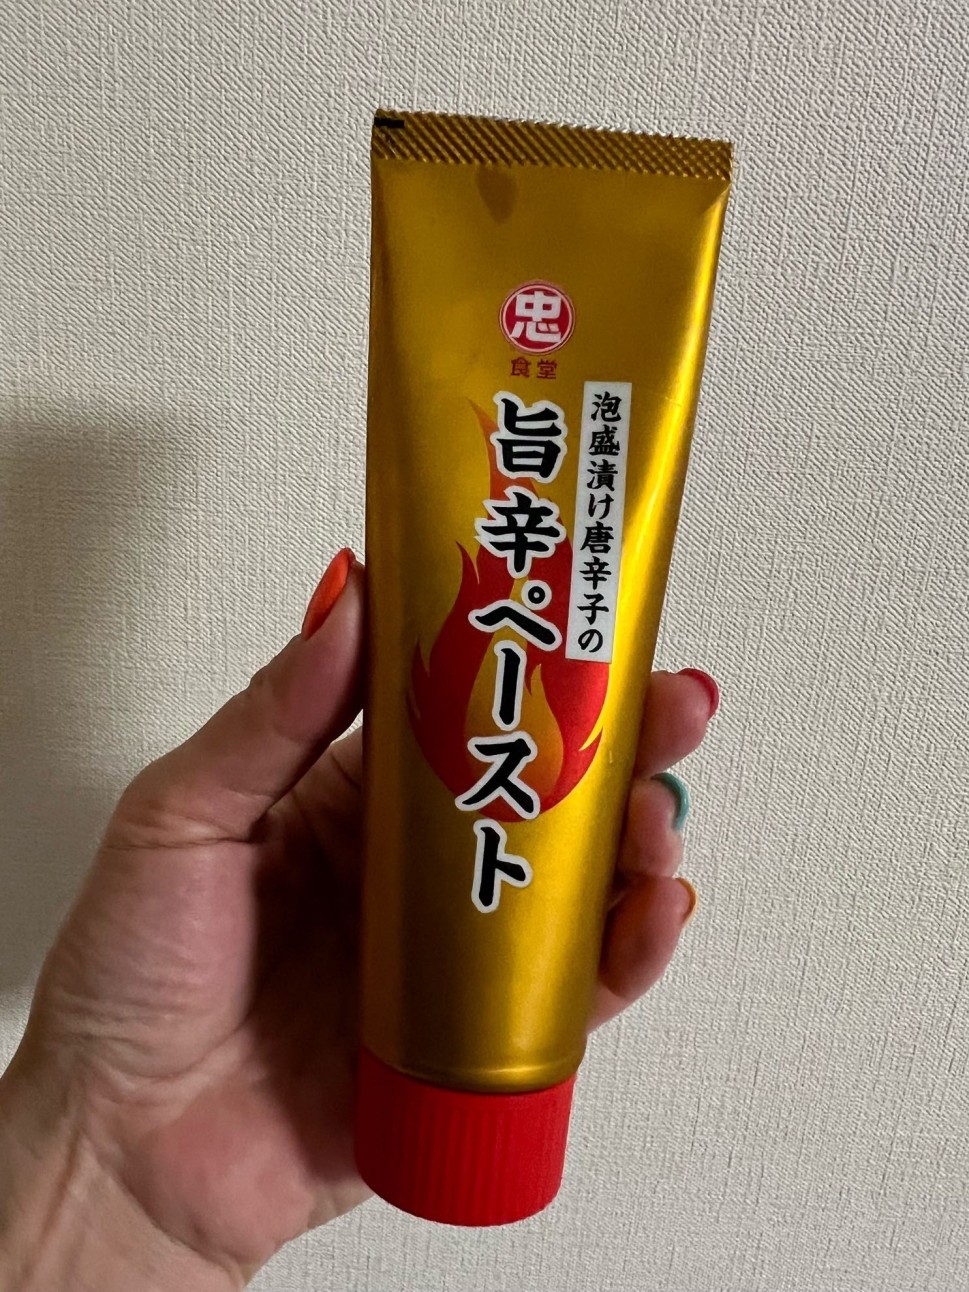 忠
食堂
泡盛漬け唐辛子の
旨辛ペースト